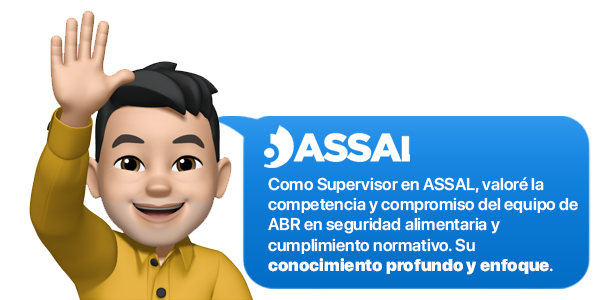 ASSAl
Como Supervisor en ASSAL, valoré la
competencia y compromiso del equipo de
ABR en seguridad alimentaria y
cumplimiento normativo. Su
conocimiento profundo y enfoque.